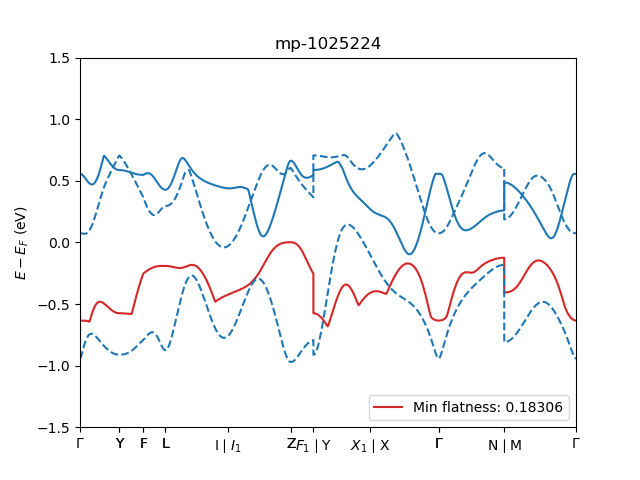 mp-1025224
E − E_F (eV)
1.5
1.0
0.5
0.0
−0.5
−1.0
−1.5
Min flatness: 0.18306
Γ Y F L I | I₁ Z F₁ | Y X₁ | X Γ N | M Γ